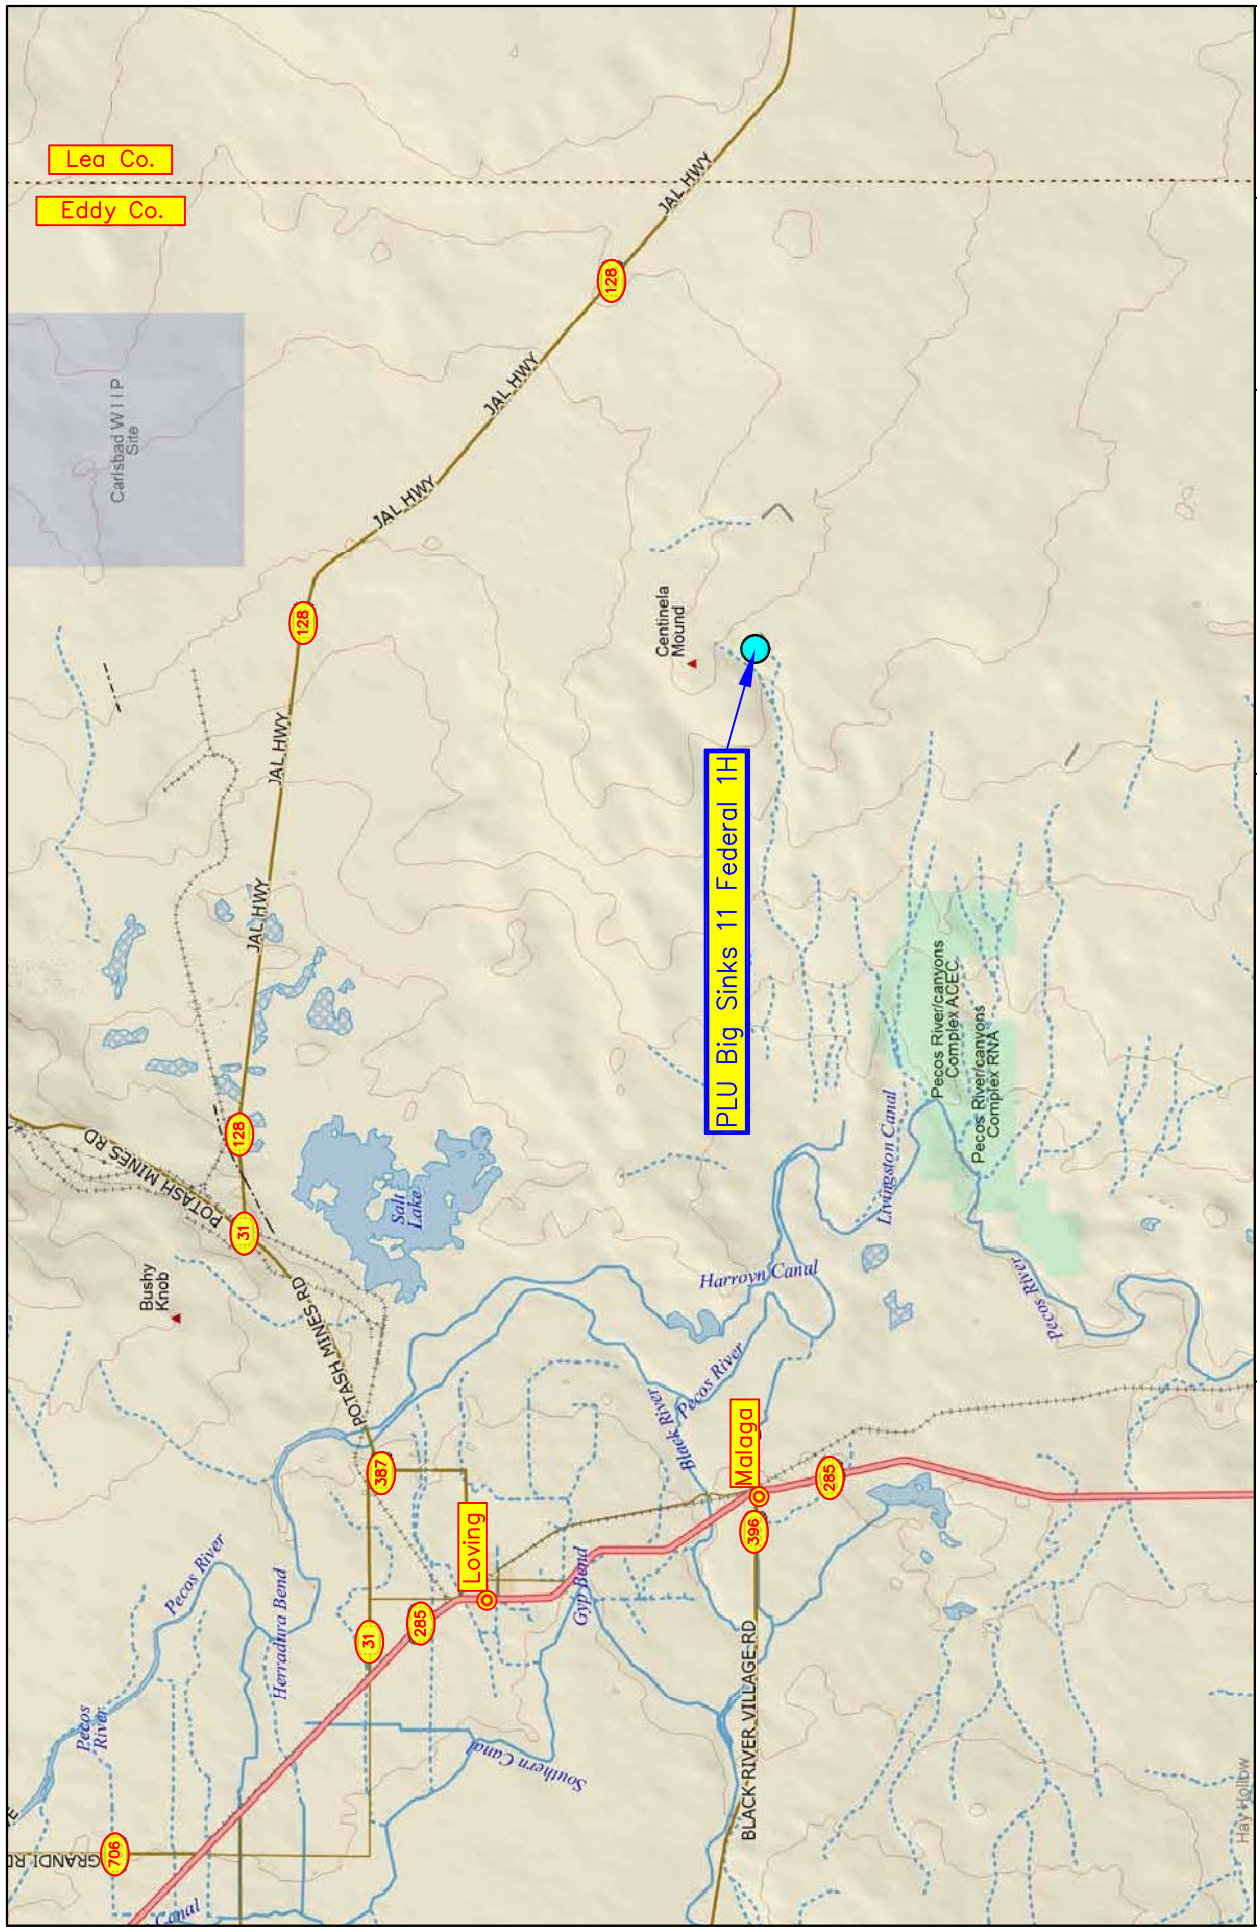 Lea Co.
Eddy Co.
Carlsbad W I I P
Site
JAL HWY
128
JAL HWY
JAL HWY
128
JAL HWY
JAL HWY
128
31
POTASH MINES RD
POTASH MINES RD
POTASH MINES RD
Bushy
Knob
Salt
Lake
Centinela
Mound
PLU Big Sinks 11 Federal 1H
Pecos River/canyons
Complex ACEC
Pecos River/canyons
Complex RNA
Livingston Canal
Harroyn Canal
Pecos River
Black River
Pecos River
Malaga
285
396
387
Loving
Gyp Bend
31
285
Pecos River
Herradura Bend
Pecos
River
Southern Canal
BLACK RIVER VILLAGE RD
GRANDI RD
706
Canal
Hay Hollow